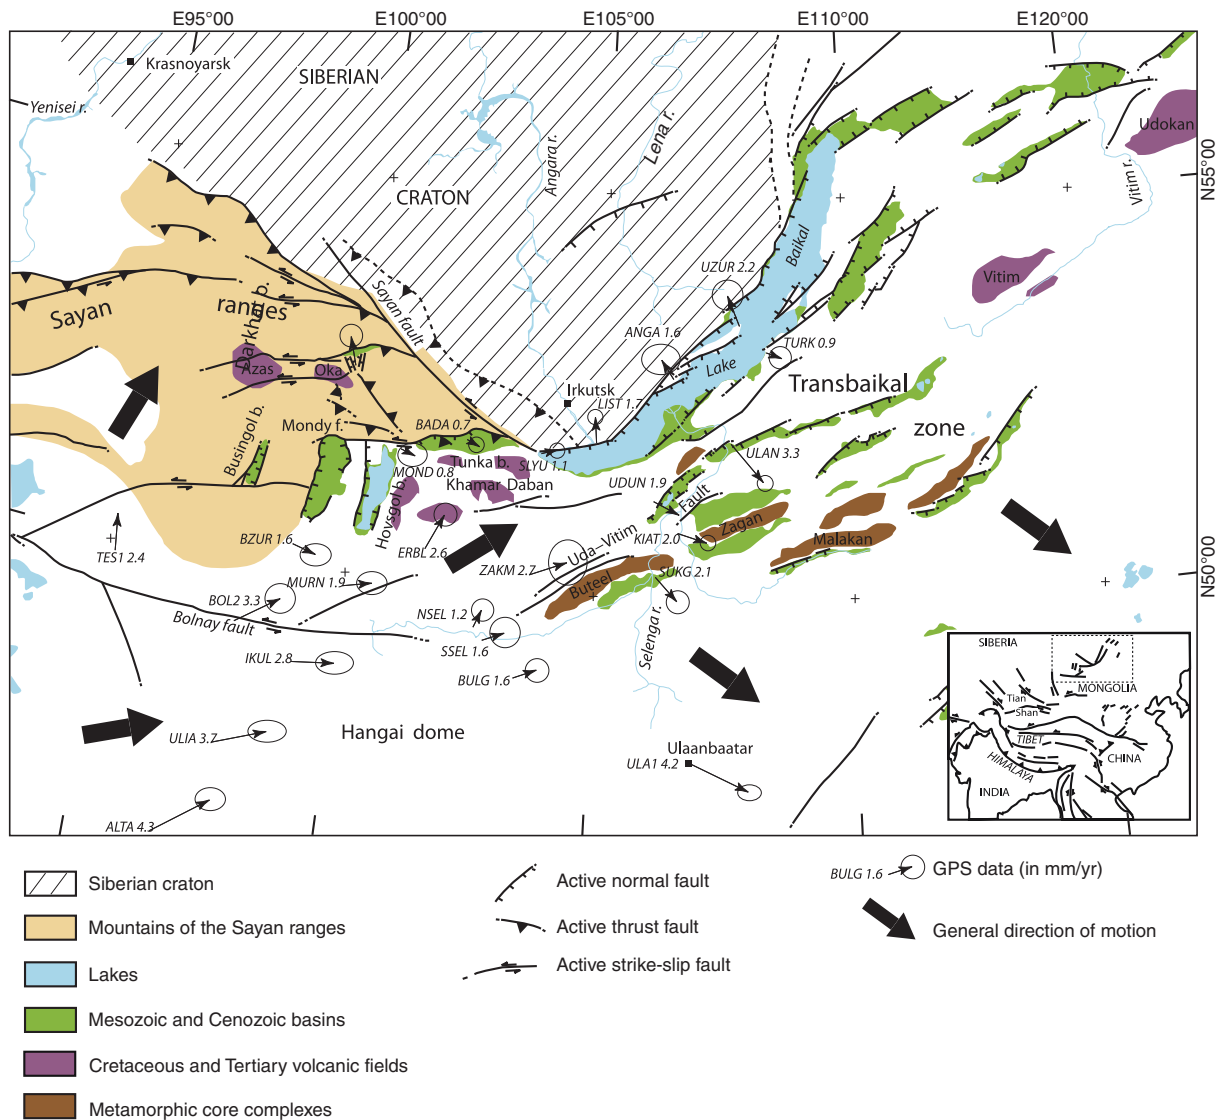 E95°00 E100°00 E105°00 E110°00 E120°00
Krasnoyarsk
SIBERIAN
Yenisei r.
Angara r.
Lena r.
Udokan
Vitim r.
N55°00
CRATON
Baikal
UZUR 2.2
Vitim
Sayan
ranges
Darkhat b.
Sayan fault
ANGA 1.6
TURK 0.9
Lake
Azas
Oka
Transbaikal
Irkutsk
LIST 1.7
Mondy f.
BADA 0.7
zone
Busingol b.
MOND 0.8
Tunka b.
SLYU 1.1
ULAN 3.3
Khamar Daban
UDUN 1.9
Hovsgol b.
Fault
Zagan
TES1 2.4
BZUR 1.6
ERBL 2.6
Uda–Vitim
KIAT 2.0
Malakan
ZAKM 2.7
SUKG 2.1
N50°00
MURN 1.9
Buteel
BOL2 3.3
Bolnay fault
NSEL 1.2
Selenga r.
IKUL 2.8
SSEL 1.6
BULG 1.6
ULIA 3.7
Hangai dome
Ulaanbaatar
ULA1 4.2
ALTA 4.3
SIBERIA
MONGOLIA
Tian
Shan
TIBET
CHINA
HIMALAYA
INDIA
Siberian craton
Mountains of the Sayan ranges
Lakes
Mesozoic and Cenozoic basins
Cretaceous and Tertiary volcanic fields
Metamorphic core complexes
Active normal fault
Active thrust fault
Active strike-slip fault
BULG 1.6
GPS data (in mm/yr)
General direction of motion